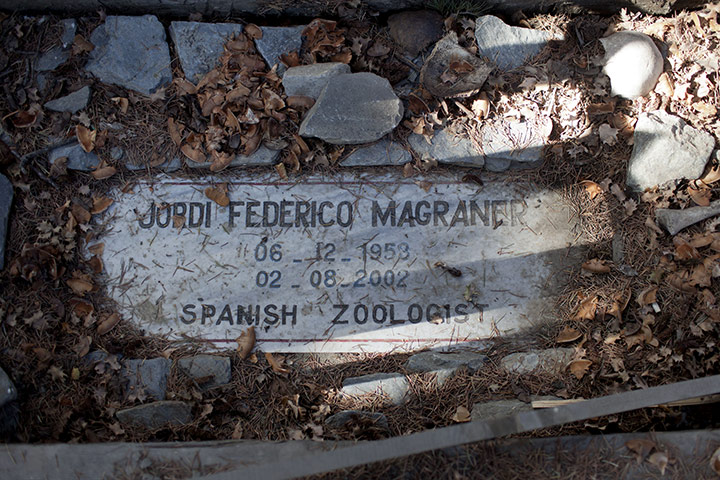 JORDI FEDERICO MAGRANER
06 _ 12 _ 1958
02 _ 08 _ 2002
SPANISH ZOOLOGIST